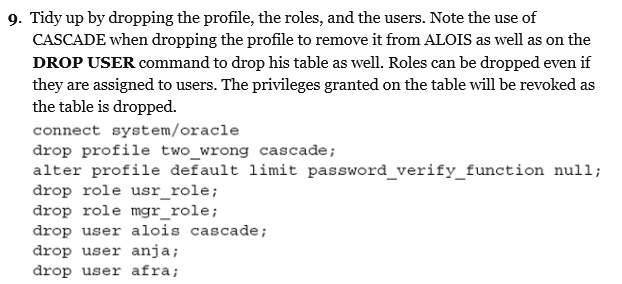 9. Tidy up by dropping the profile, the roles, and the users. Note the use of
CASCADE when dropping the profile to remove it from ALOIS as well as on the
DROP USER command to drop his table as well. Roles can be dropped even if
they are assigned to users. The privileges granted on the table will be revoked as
the table is dropped.
connect system/oracle
drop profile two_wrong cascade;
alter profile default limit password_verify_function null;
drop role usr_role;
drop role mgr_role;
drop user alois cascade;
drop user anja;
drop user afra;